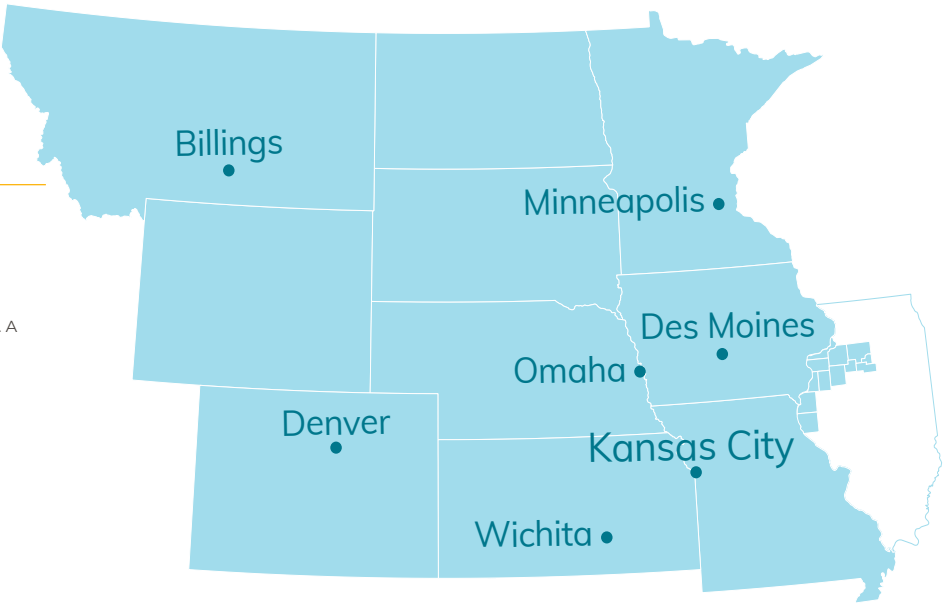 Billings
Minneapolis
A
Des Moines
Omaha
Denver
Kansas City
Wichita